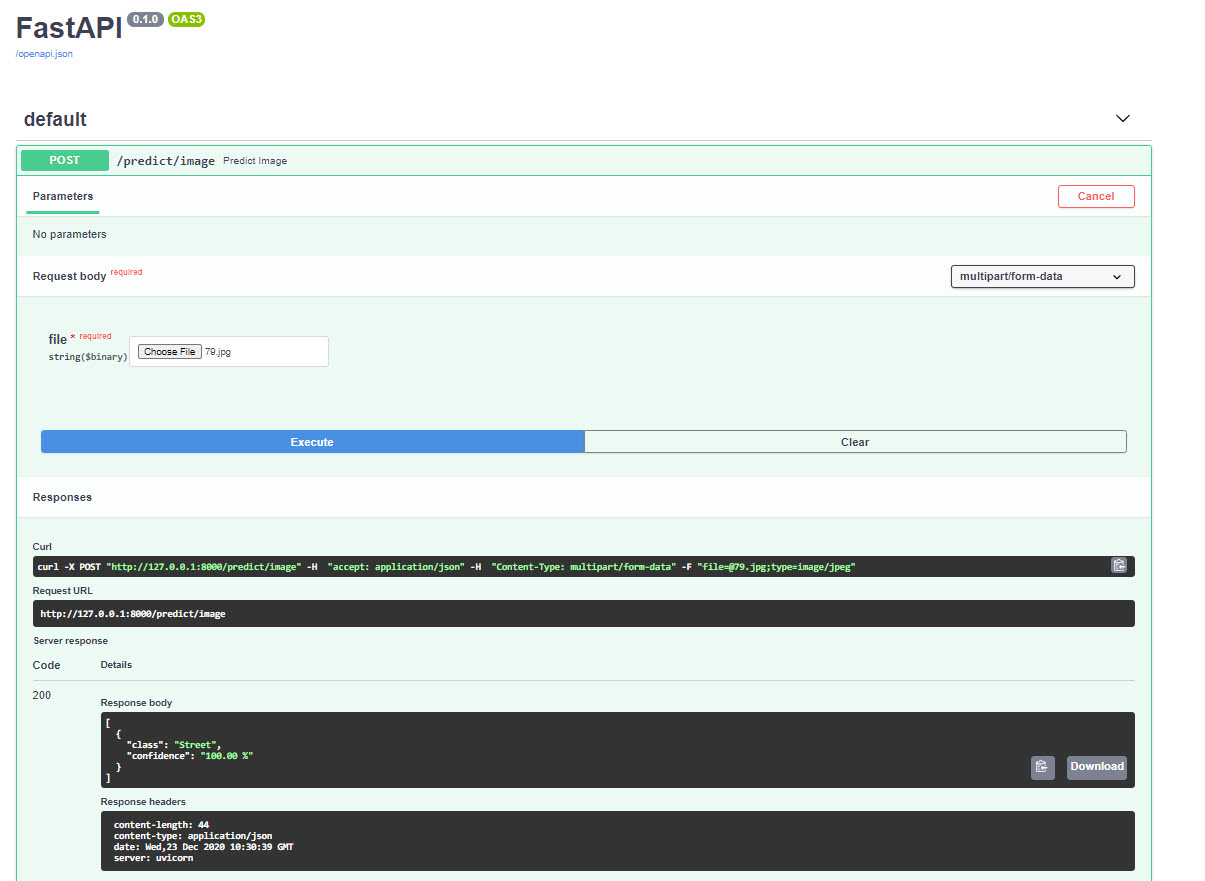 FastAPI 0.1.0 OAS3
/openapi.json
default
POST /predict/image Predict Image
Parameters Cancel
No parameters
Request body required multipart/form-data
file * required
string($binary) Choose File 79.jpg
Execute Clear
Responses
Curl
curl -X POST "http://127.0.0.1:8000/predict/image" -H  "accept: application/json" -H  "Content-Type: multipart/form-data" -F "file=@79.jpg;type=image/jpeg"
Request URL
http://127.0.0.1:8000/predict/image
Server response
Code Details
200
Response body
[
  {
    "class": "Street",
    "confidence": "100.00 %"
  }
]
Download
Response headers
content-length: 44
content-type: application/json
date: Wed,23 Dec 2020 10:30:39 GMT
server: uvicorn